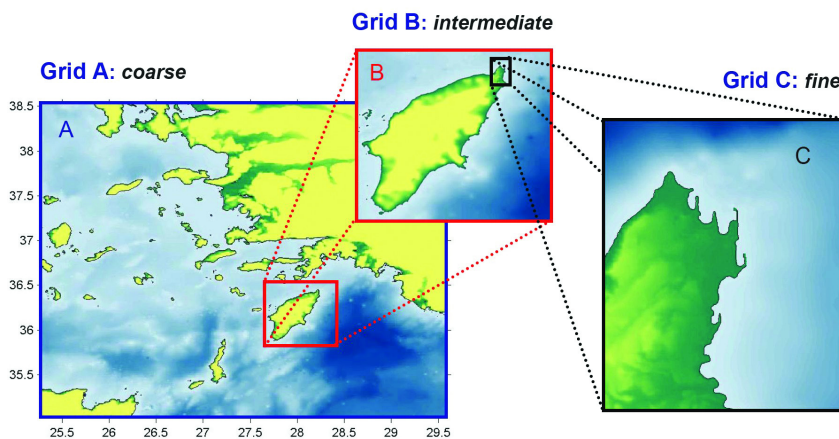 Grid B: intermediate
Grid A: coarse
Grid C: fine
B
A
C
38.5
38
37.5
37
36.5
36
35.5
25.5 26 26.5 27 27.5 28 28.5 29 29.5